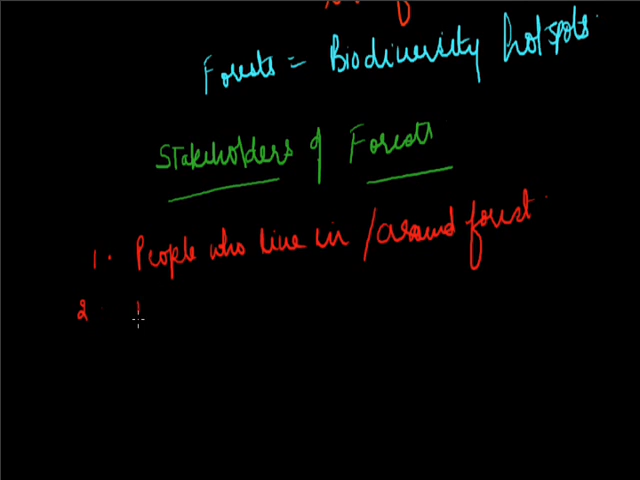 Forests = Biodiversity hotspots.
Stakeholders of Forests
1. People who live in / around forest.
2.